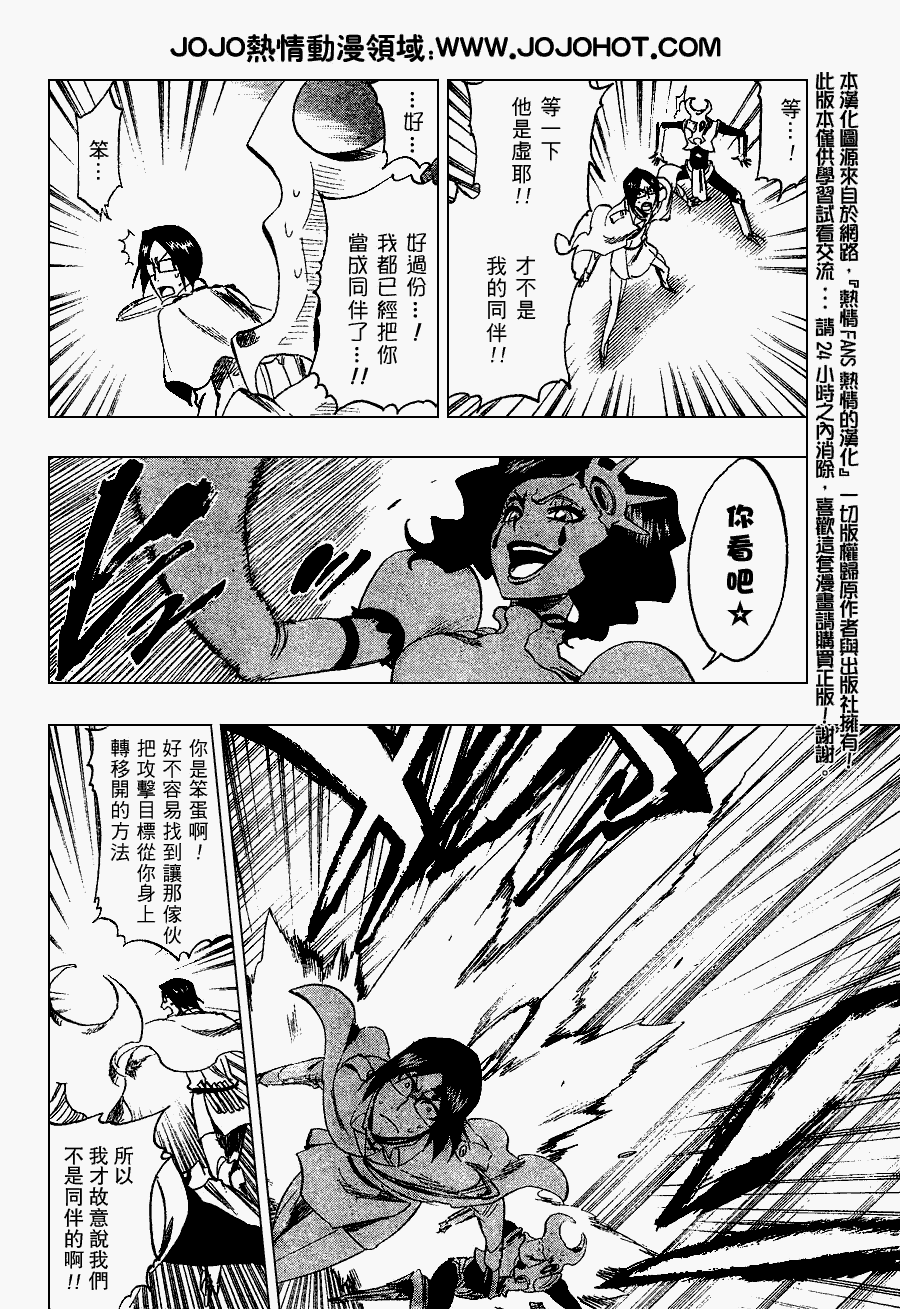 JOJO熱情動漫領域:WWW.JOJOHOT.COM
本漢化圖源來自於網路,『熱情FANS熱情的漢化』一切版權歸原作者與出版社擁有!
此版本僅供學習試看交流…請24小時之內消除,喜歡這套漫畫請購買正版!謝謝。
等…!
等一下
他是虛耶!!
才不是
我的同伴!!
…好…
好過份…!
我都已經把你
當成同伴了…!
…笨…
你看吧☆
你是笨蛋啊!
好不容易找到讓那傢伙
把攻擊目標從你身上
轉移開的方法
所以
我才故意說我們
不是同伴的啊!!